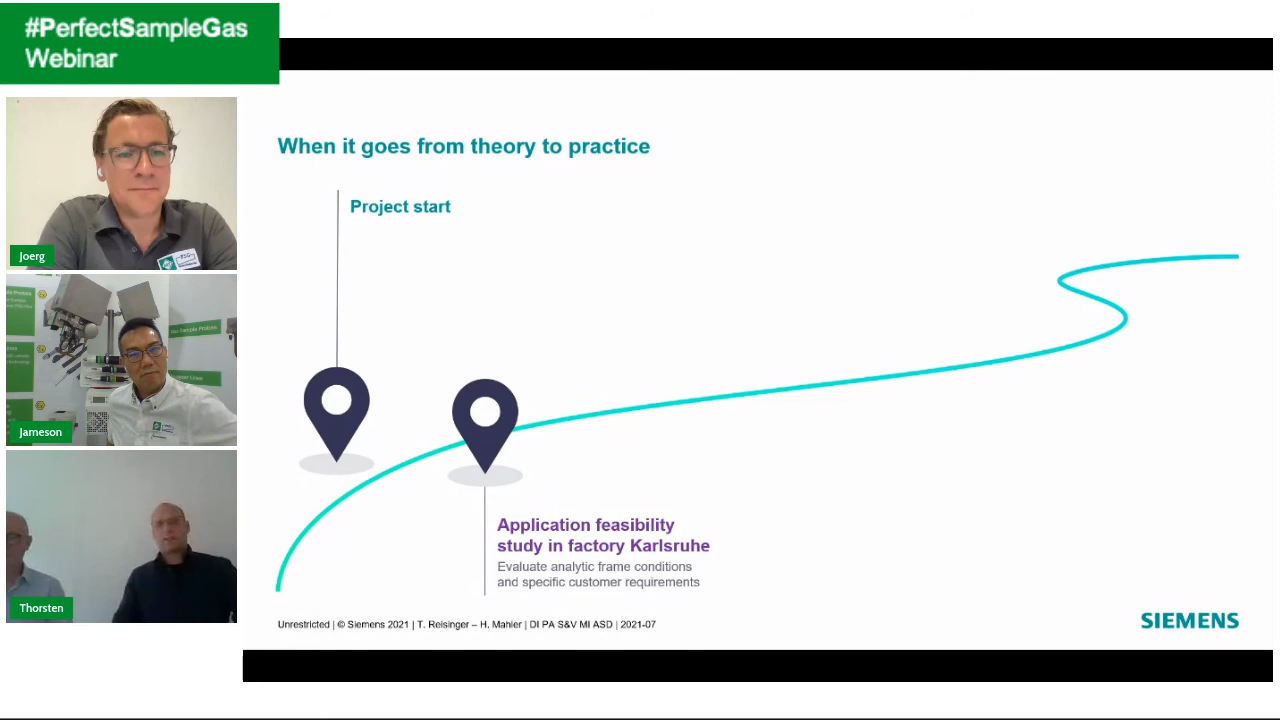 #PerfectSampleGas
Webinar
Joerg
Jameson
Thorsten
When it goes from theory to practice
Project start
Application feasibility
study in factory Karlsruhe
Evaluate analytic frame conditions
and specific customer requirements
Unrestricted | © Siemens 2021 | T. Reisinger – H. Mahler | DI PA S&V MI ASD | 2021-07
SIEMENS